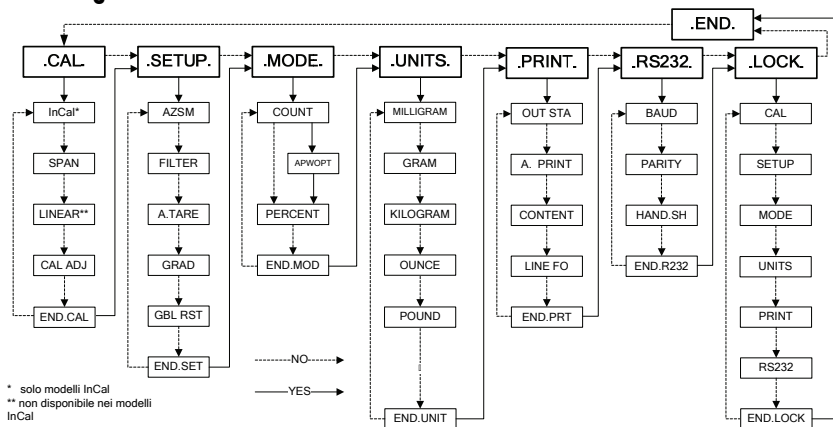 .END.
.CAL.
.SETUP.
.MODE.
.UNITS.
.PRINT.
.RS232.
.LOCK.
InCal*
SPAN
LINEAR**
CAL ADJ
END.CAL
AZSM
FILTER
A.TARE
GRAD
GBL RST
END.SET
COUNT
APWOPT
PERCENT
END.MOD
MILLIGRAM
GRAM
KILOGRAM
OUNCE
POUND
END.UNIT
OUT STA
A. PRINT
CONTENT
LINE FO
END.PRT
BAUD
PARITY
HAND.SH
END.R232
CAL
SETUP
MODE
UNITS
PRINT
RS232
END.LOCK
NO
YES
* solo modelli InCal
** non disponibile nei modelli
InCal